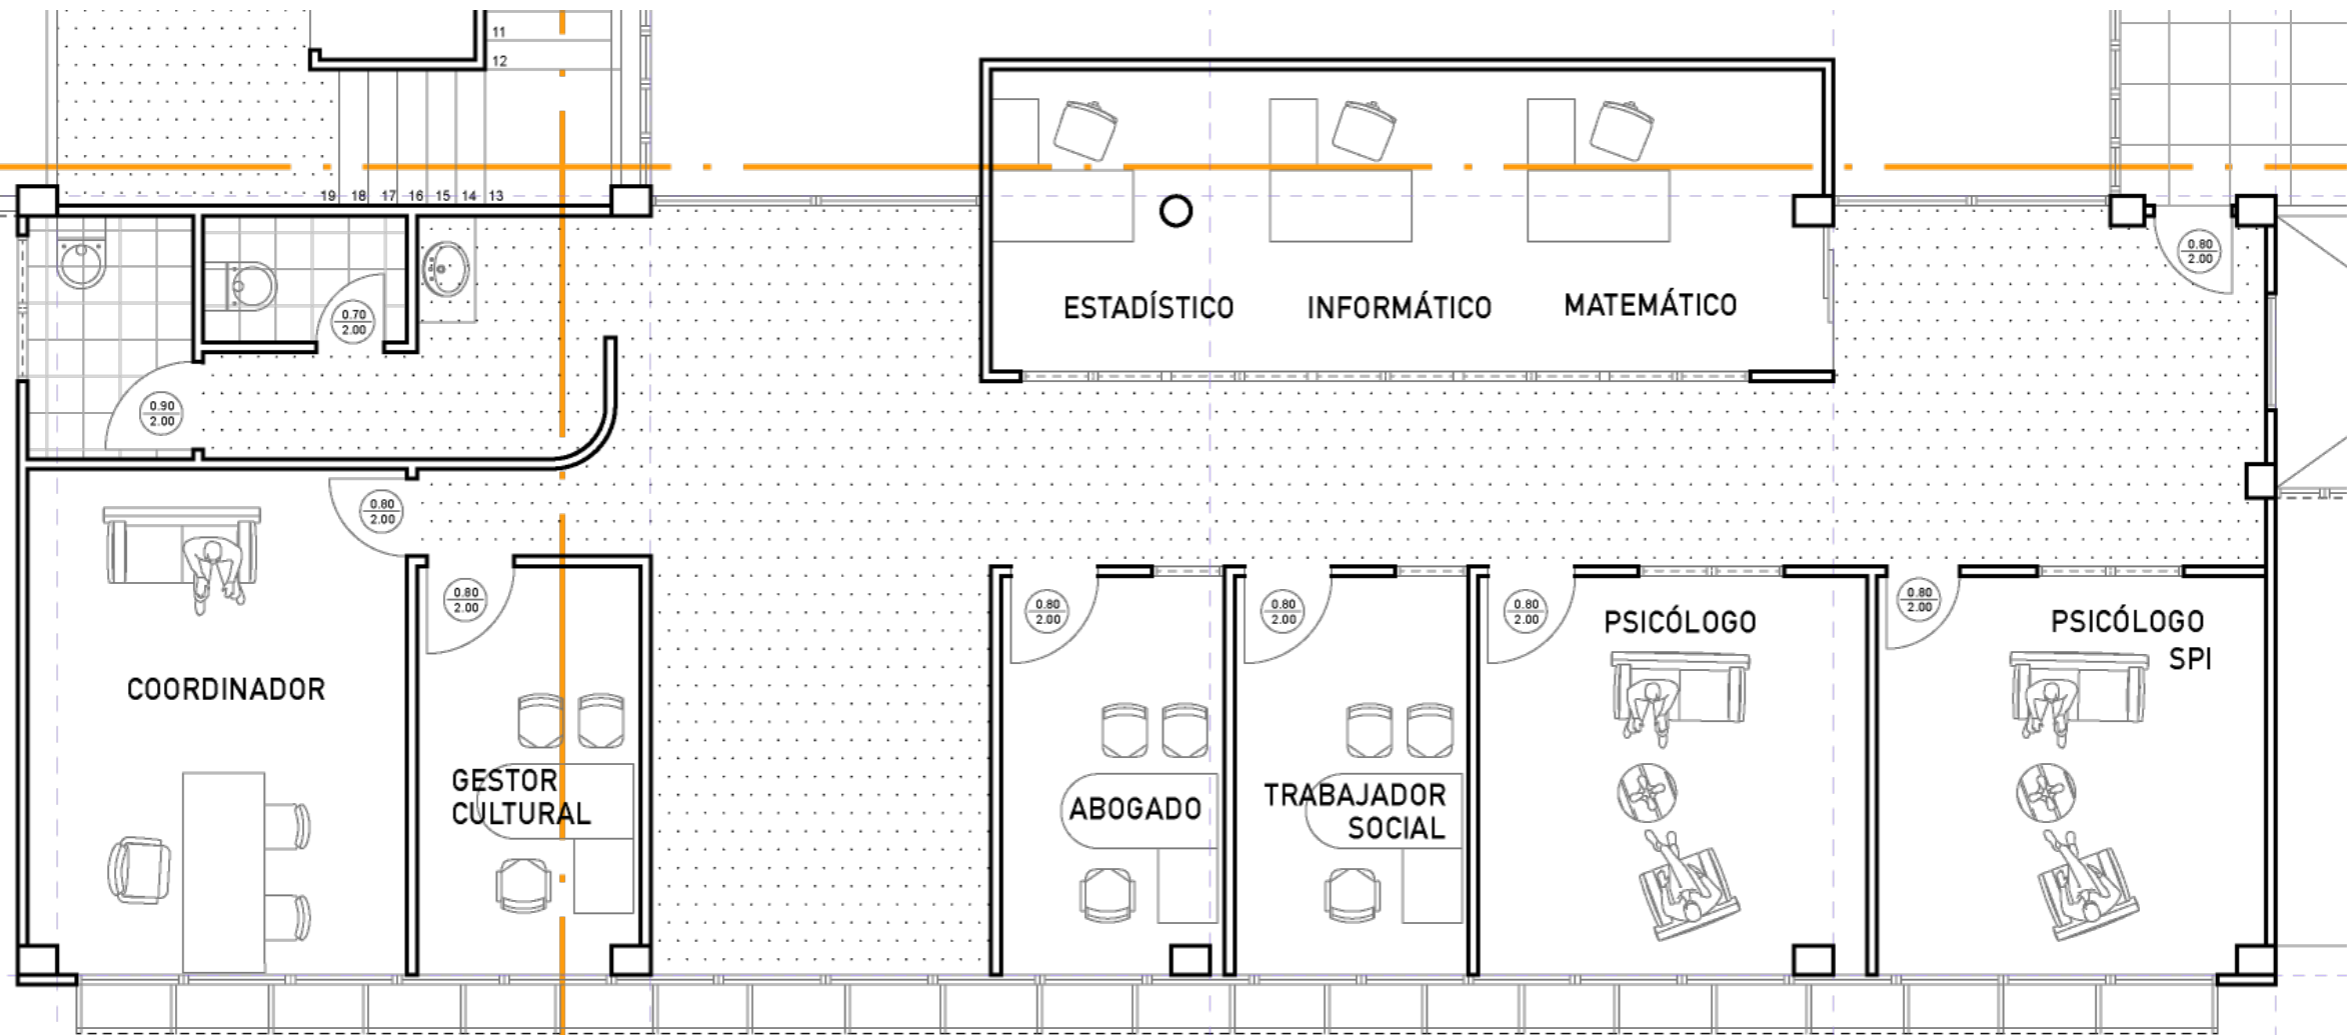 11
12
19 18 17 16 15 14 13
0.80
2.00
0.70
2.00
ESTADÍSTICO INFORMÁTICO MATEMÁTICO
0.90
2.00
0.80
2.00
0.80
2.00
0.80
2.00
0.80
2.00
0.80
2.00
0.80
2.00
PSICÓLOGO
PSICÓLOGO
SPI
COORDINADOR
GESTOR
CULTURAL
ABOGADO
TRABAJADOR
SOCIAL